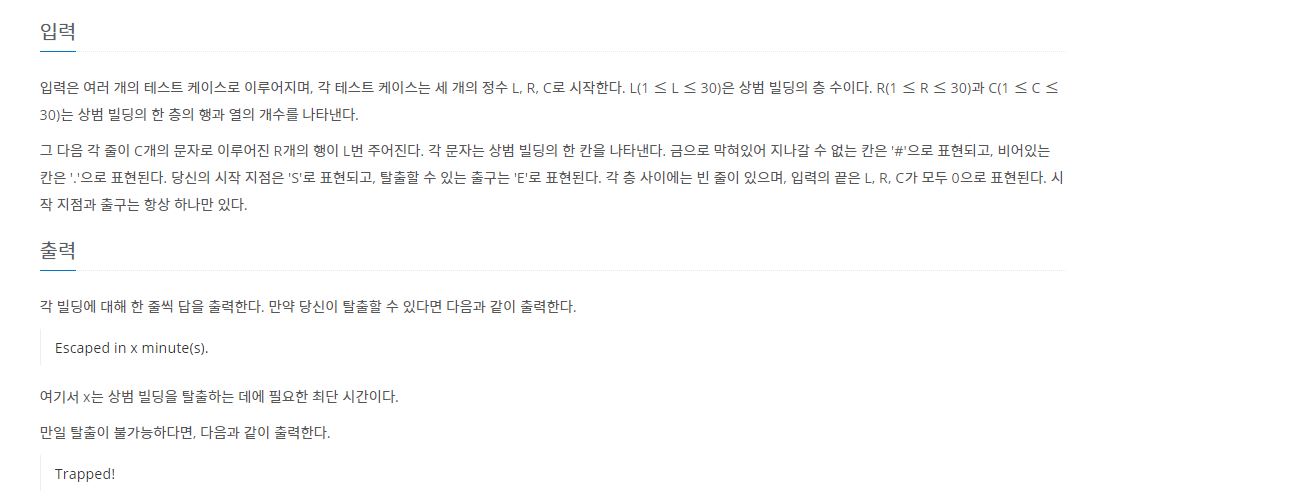 입력
입력은 여러 개의 테스트 케이스로 이루어지며, 각 테스트 케이스는 세 개의 정수 L, R, C로 시작한다. L(1 ≤ L ≤ 30)은 상범 빌딩의 층 수이다. R(1 ≤ R ≤ 30)과 C(1 ≤ C ≤
30)는 상범 빌딩의 한 층의 행과 열의 개수를 나타낸다.
그 다음 각 줄이 C개의 문자로 이루어진 R개의 행이 L번 주어진다. 각 문자는 상범 빌딩의 한 칸을 나타낸다. 금으로 막혀있어 지나갈 수 없는 칸은 '#'으로 표현되고, 비어있는
칸은 '.'으로 표현된다. 당신의 시작 지점은 'S'로 표현되고, 탈출할 수 있는 출구는 'E'로 표현된다. 각 층 사이에는 빈 줄이 있으며, 입력의 끝은 L, R, C가 모두 0으로 표현된다. 시
작 지점과 출구는 항상 하나만 있다.
출력
각 빌딩에 대해 한 줄씩 답을 출력한다. 만약 당신이 탈출할 수 있다면 다음과 같이 출력한다.
Escaped in x minute(s).
여기서 x는 상범 빌딩을 탈출하는 데에 필요한 최단 시간이다.
만일 탈출이 불가능하다면, 다음과 같이 출력한다.
Trapped!